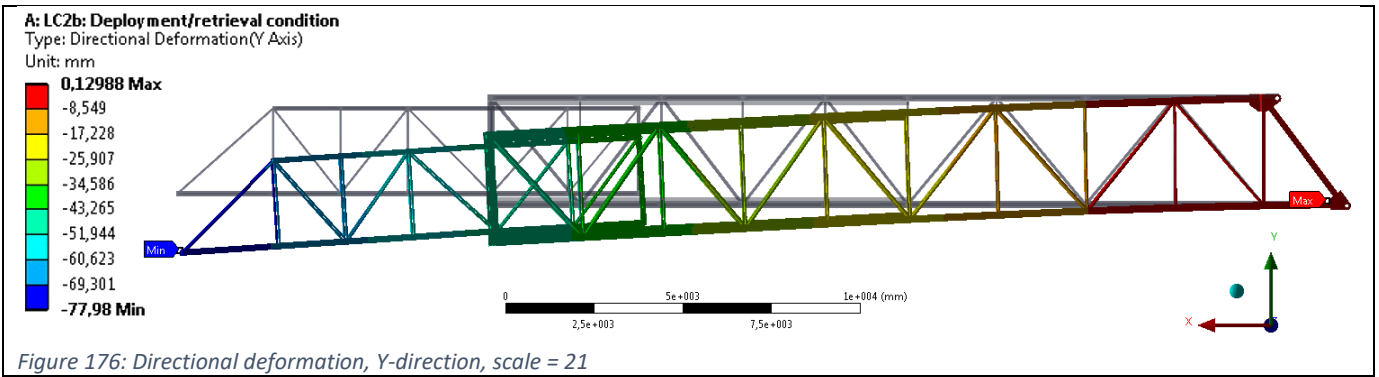 A: LC2b: Deployment/retrieval condition
Type: Directional Deformation(Y Axis)
Unit: mm
0,12988 Max
-8,549
-17,228
-25,907
-34,586
-43,265
-51,944
-60,623
-69,301
-77,98 Min
Min
Max
0
5e+003
1e+004 (mm)
2,5e+003
7,5e+003
Y
X
Figure 176: Directional deformation, Y-direction, scale = 21